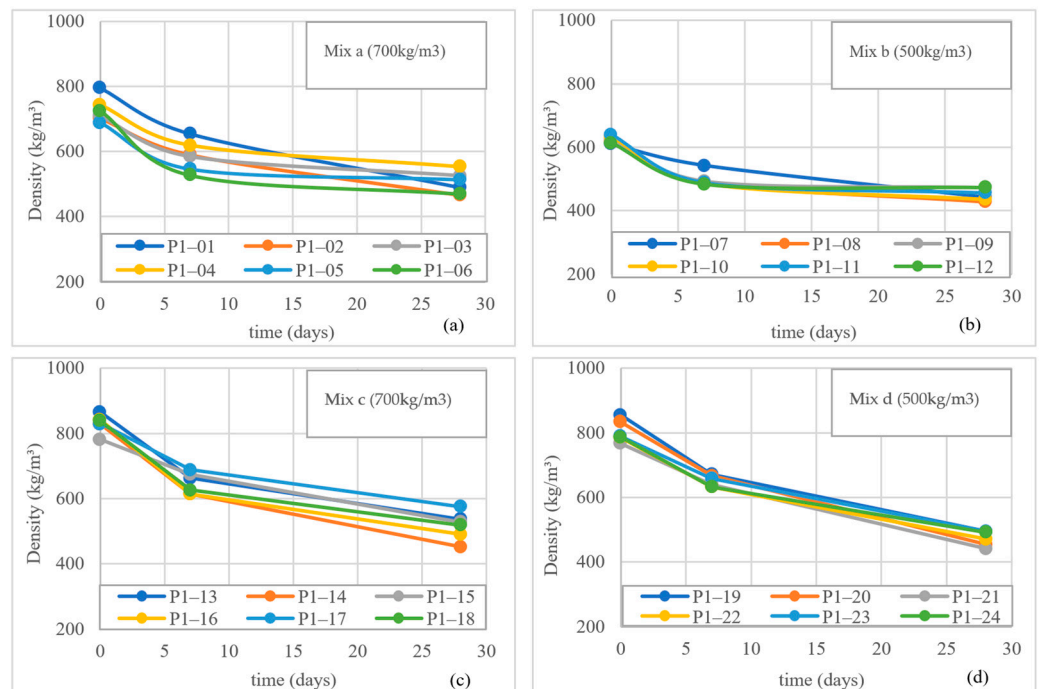 1000
800
600
400
200
Density (kg/m³)
Mix a (700kg/m3)
P1–01 P1–02 P1–03
P1–04 P1–05 P1–06
0 5 10 15 20 25 30
time (days)
(a)
1000
800
600
400
200
Density (kg/m³)
Mix b (500kg/m3)
P1–07 P1–08 P1–09
P1–10 P1–11 P1–12
0 5 10 15 20 25 30
time (days)
(b)
1000
800
600
400
200
Density (kg/m³)
Mix c (700kg/m3)
P1–13 P1–14 P1–15
P1–16 P1–17 P1–18
0 5 10 15 20 25 30
time (days)
(c)
1000
800
600
400
200
Density (kg/m³)
Mix d (500kg/m3)
P1–19 P1–20 P1–21
P1–22 P1–23 P1–24
0 5 10 15 20 25 30
time (days)
(d)